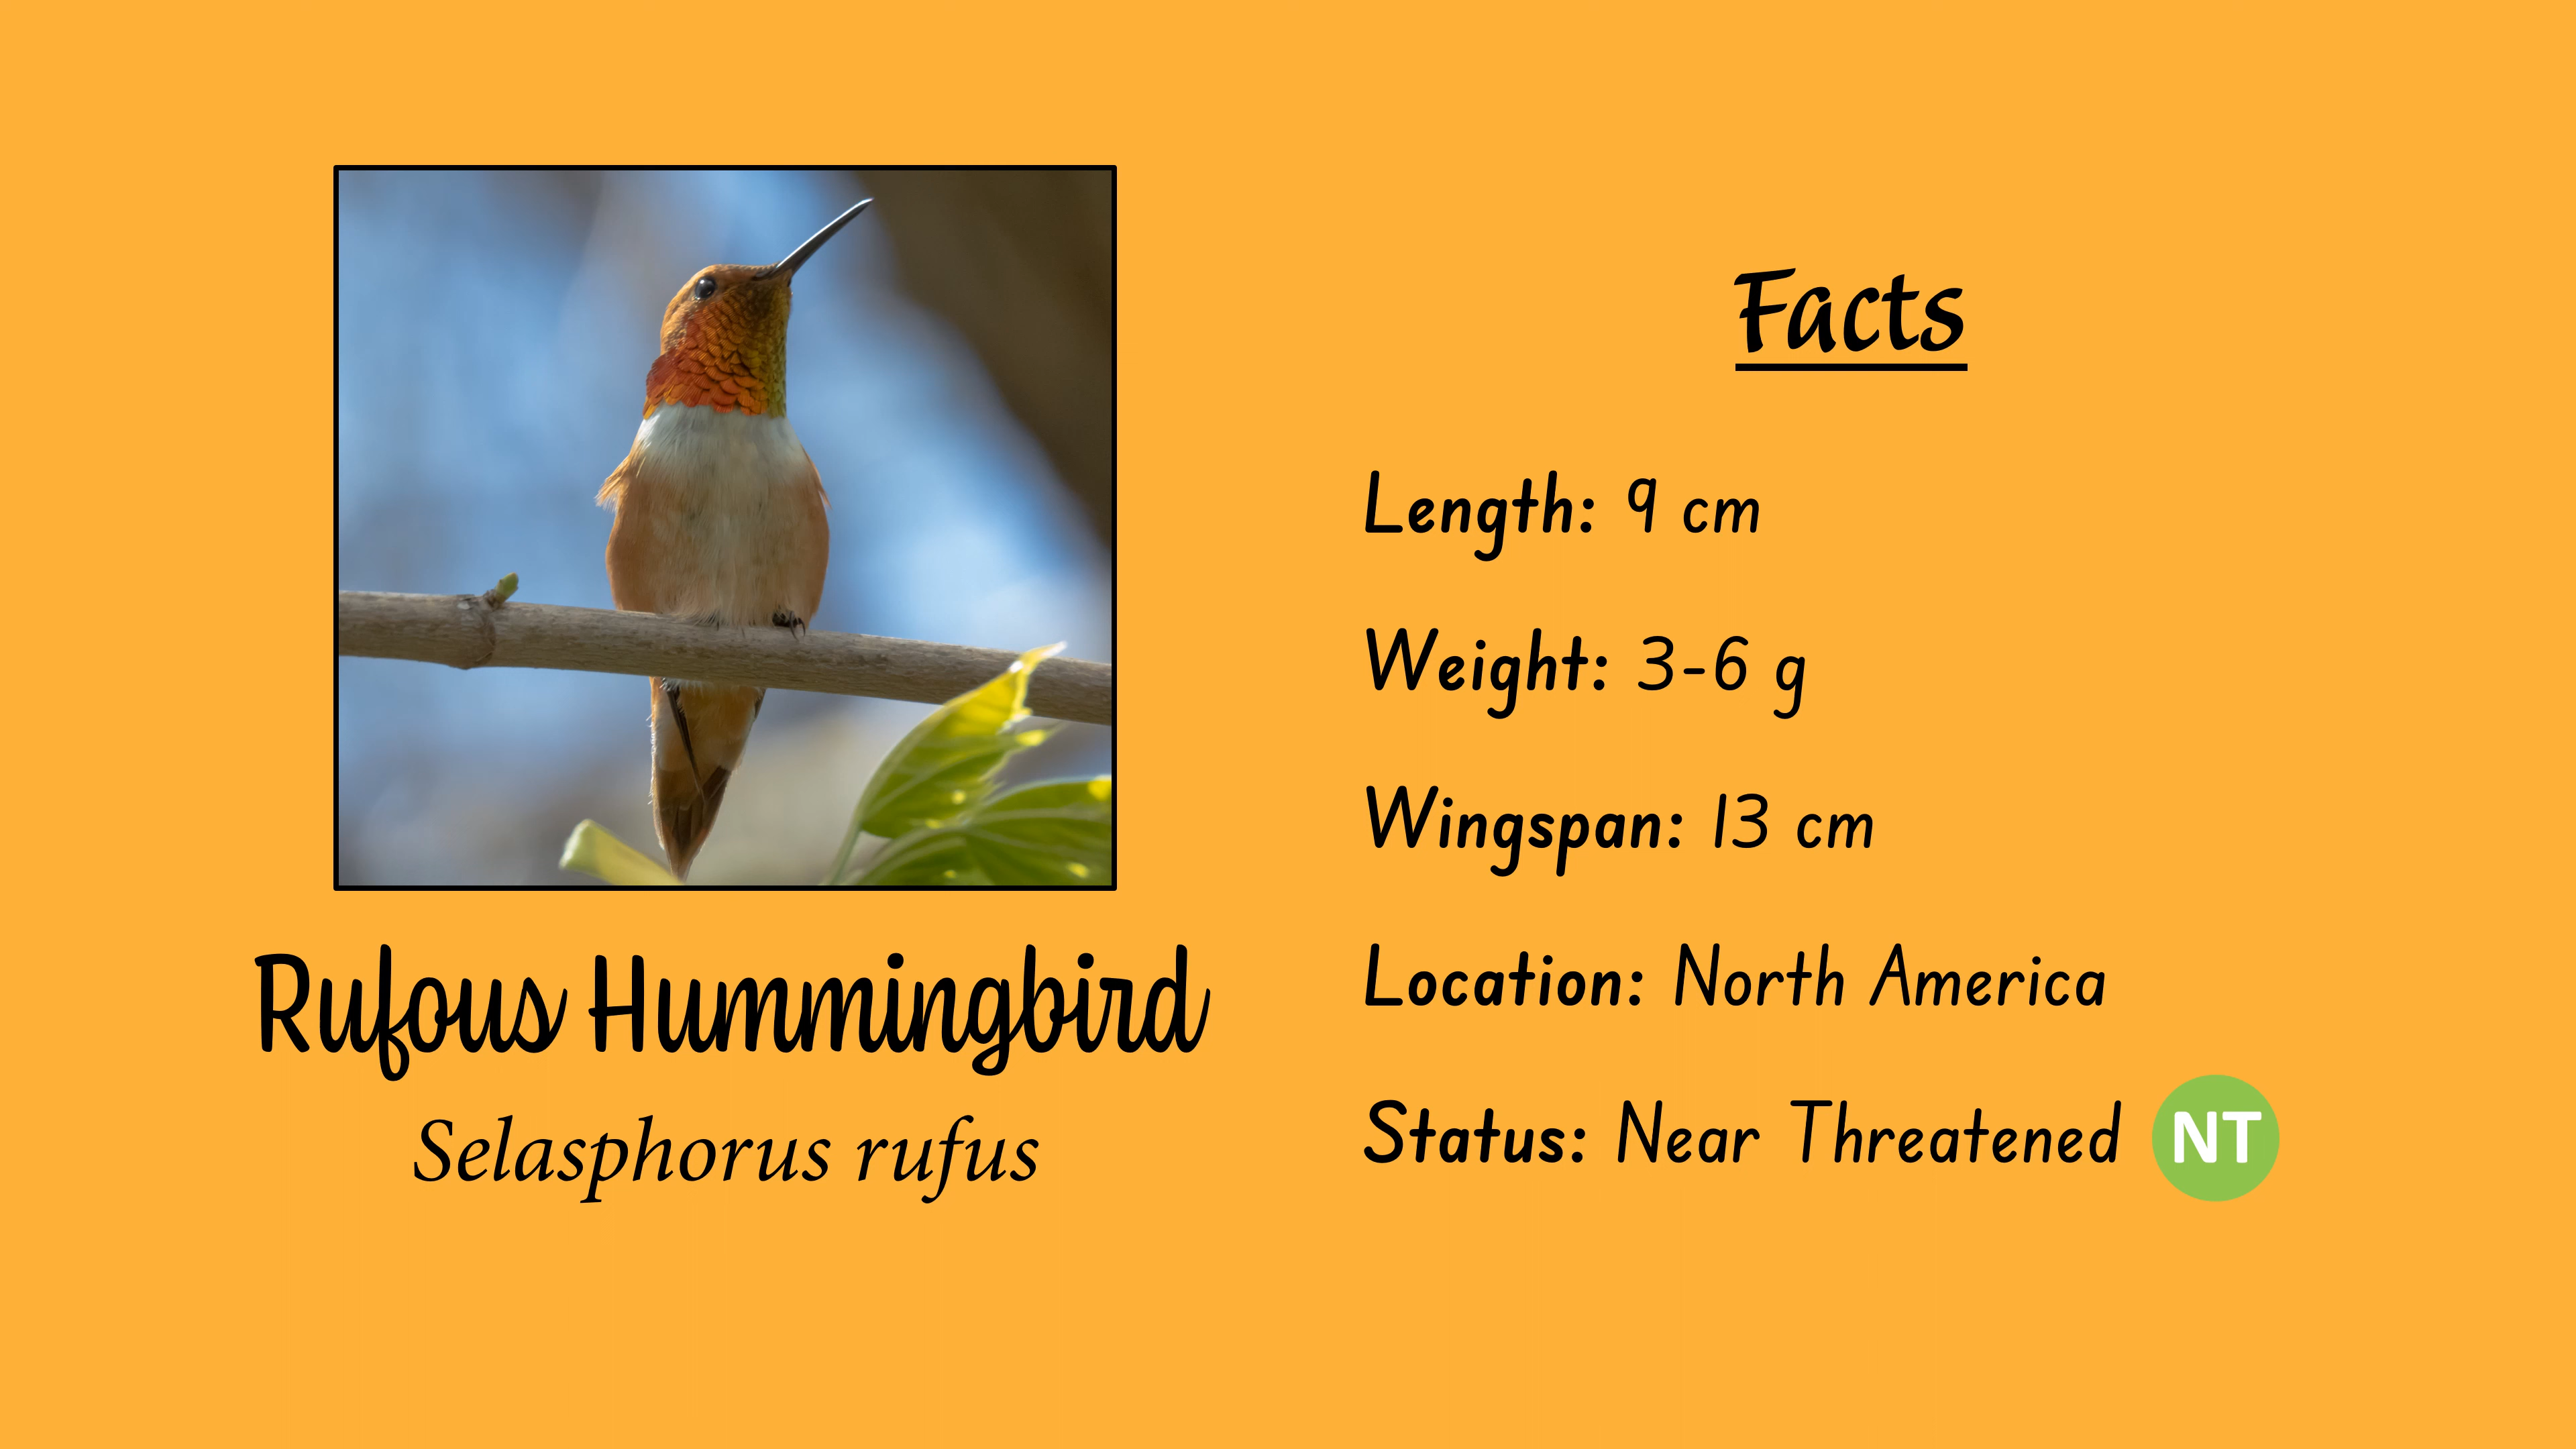 Rufous Hummingbird
Selasphorus rufus
Facts
Length: 9 cm
Weight: 3-6 g
Wingspan: 13 cm
Location: North America
Status: Near Threatened NT